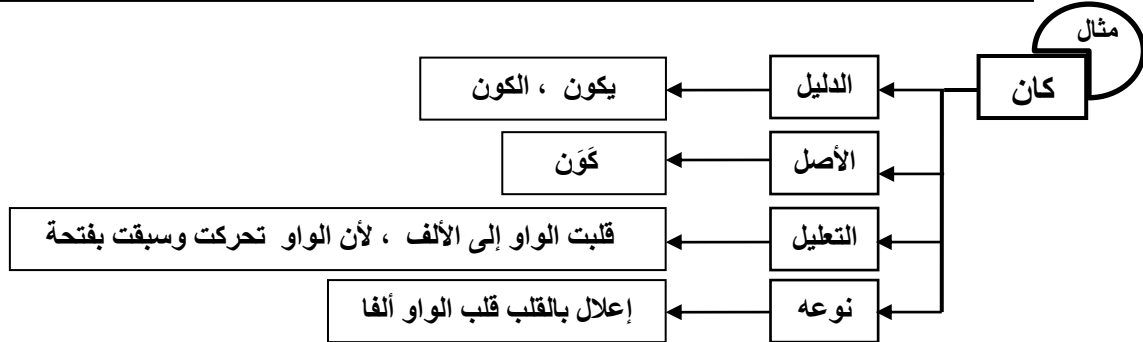 مثال
كان
الدليل
يكون ، الكون
الأصل
كَوَن
التعليل
قلبت الواو إلى الألف ، لأن الواو تحركت وسبقت بفتحة
نوعه
إعلال بالقلب قلب الواو ألفا